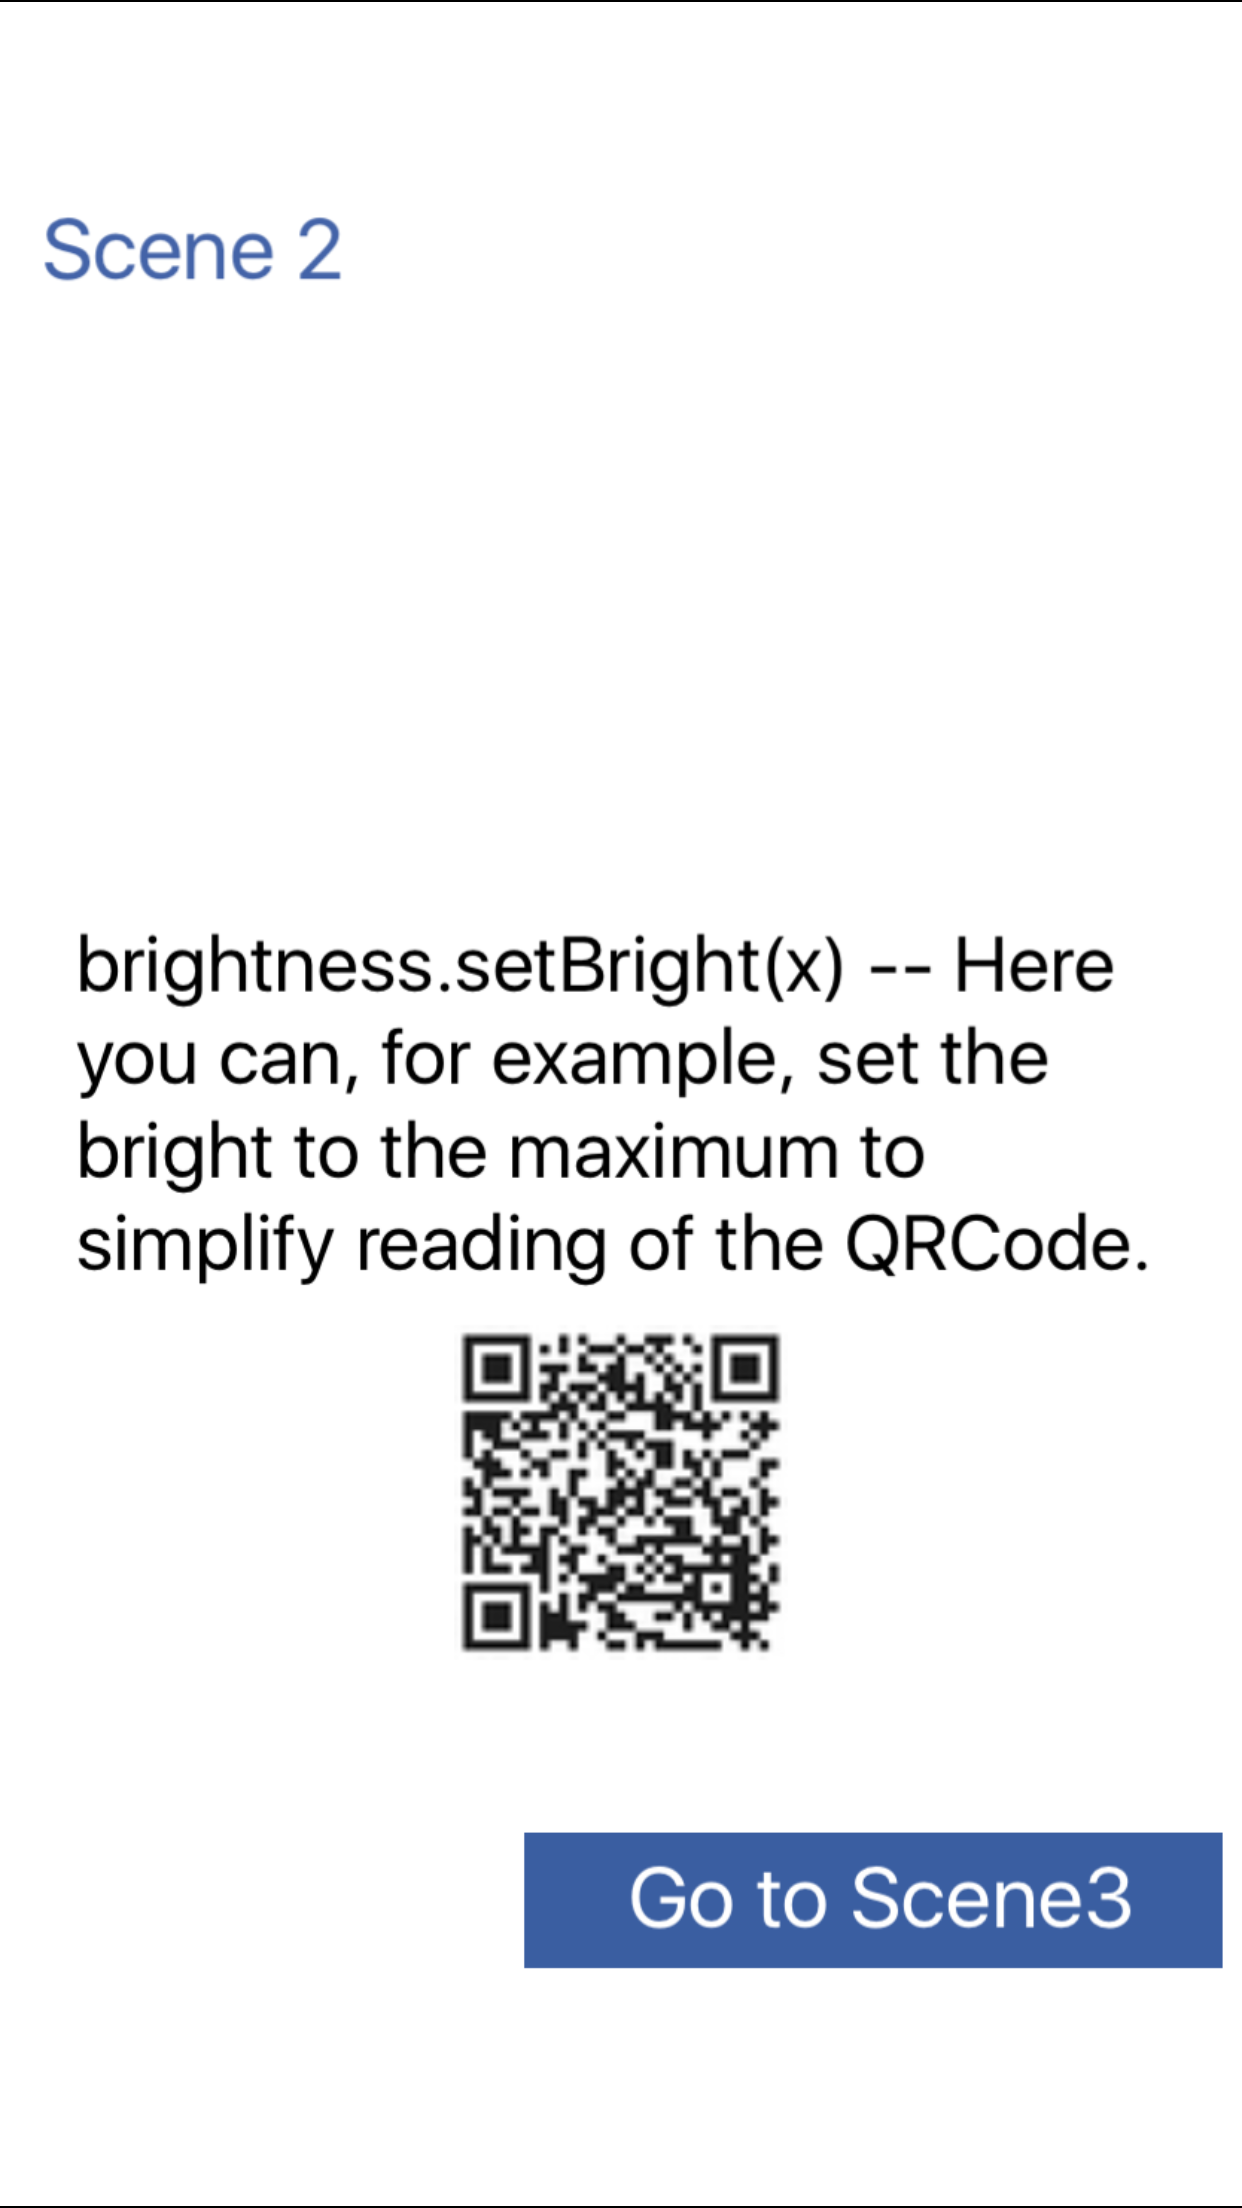 Scene 2
brightness.setBright(x) -- Here
you can, for example, set the
bright to the maximum to
simplify reading of the QRCode.
Go to Scene3